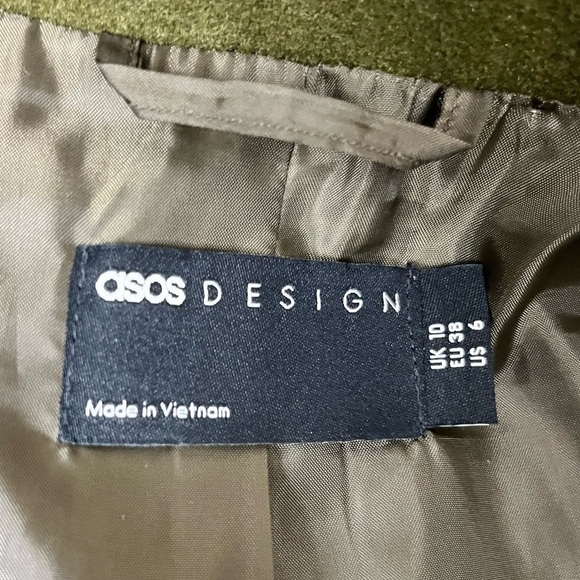 asos DESIGN
Made in Vietnam
UK 10
EU 38
US 6